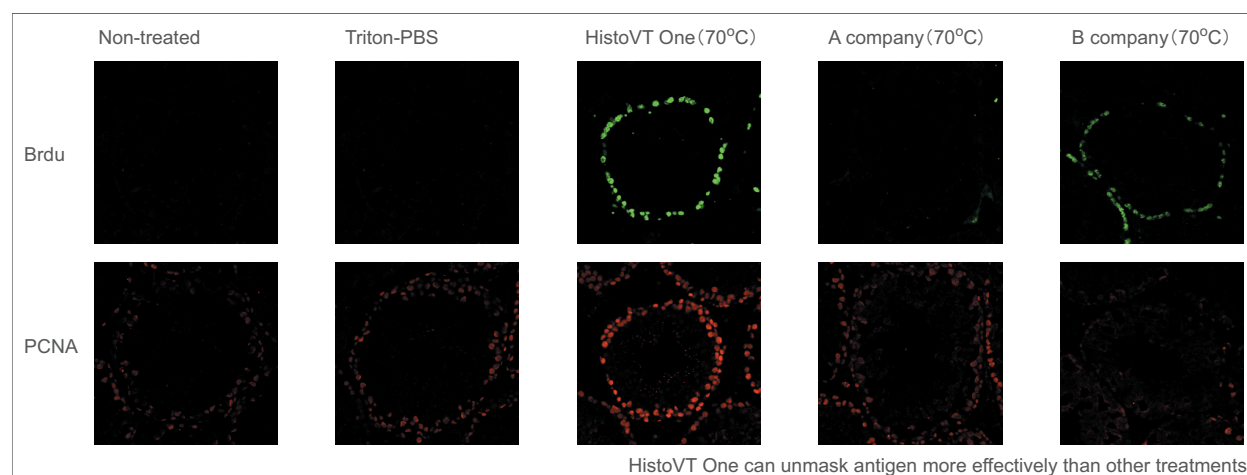 Non-treated
Triton-PBS
HistoVT One（70°C）
A company（70°C）
B company（70°C）
Brdu
PCNA
HistoVT One can unmask antigen more effectively than other treatments